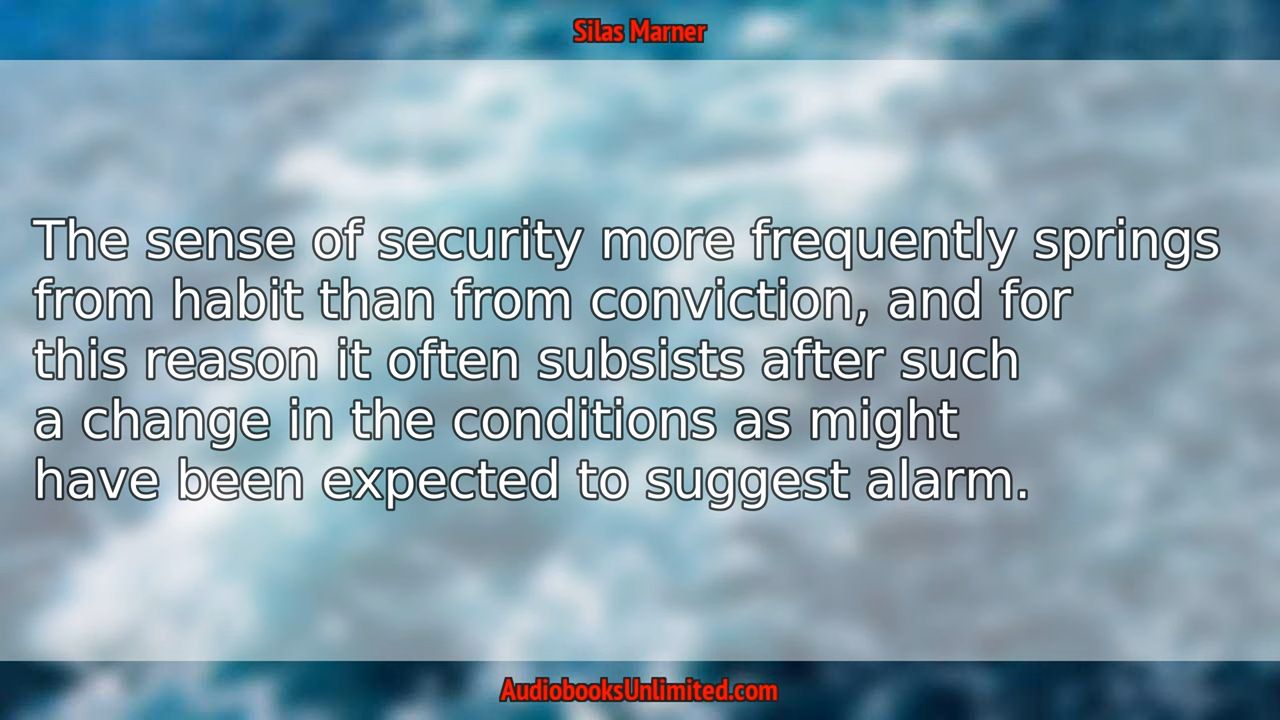 Silas Marner
The sense of security more frequently springs
from habit than from conviction, and for
this reason it often subsists after such
a change in the conditions as might
have been expected to suggest alarm.
AudiobooksUnlimited.com